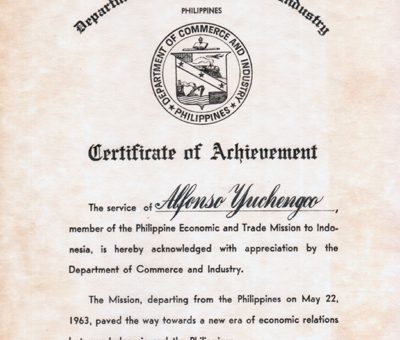 Department Industry
PHILIPPINES
DEPARTMENT OF COMMERCE AND INDUSTRY
★ PHILIPPINES ★
Certificate of Achievement
The service of Alfonso Yuchengco,
member of the Philippine Economic and Trade Mission to Indo-
nesia, is hereby acknowledged with appreciation by the
Department of Commerce and Industry.
The Mission, departing from the Philippines on May 22,
1963, paved the way towards a new era of economic relations